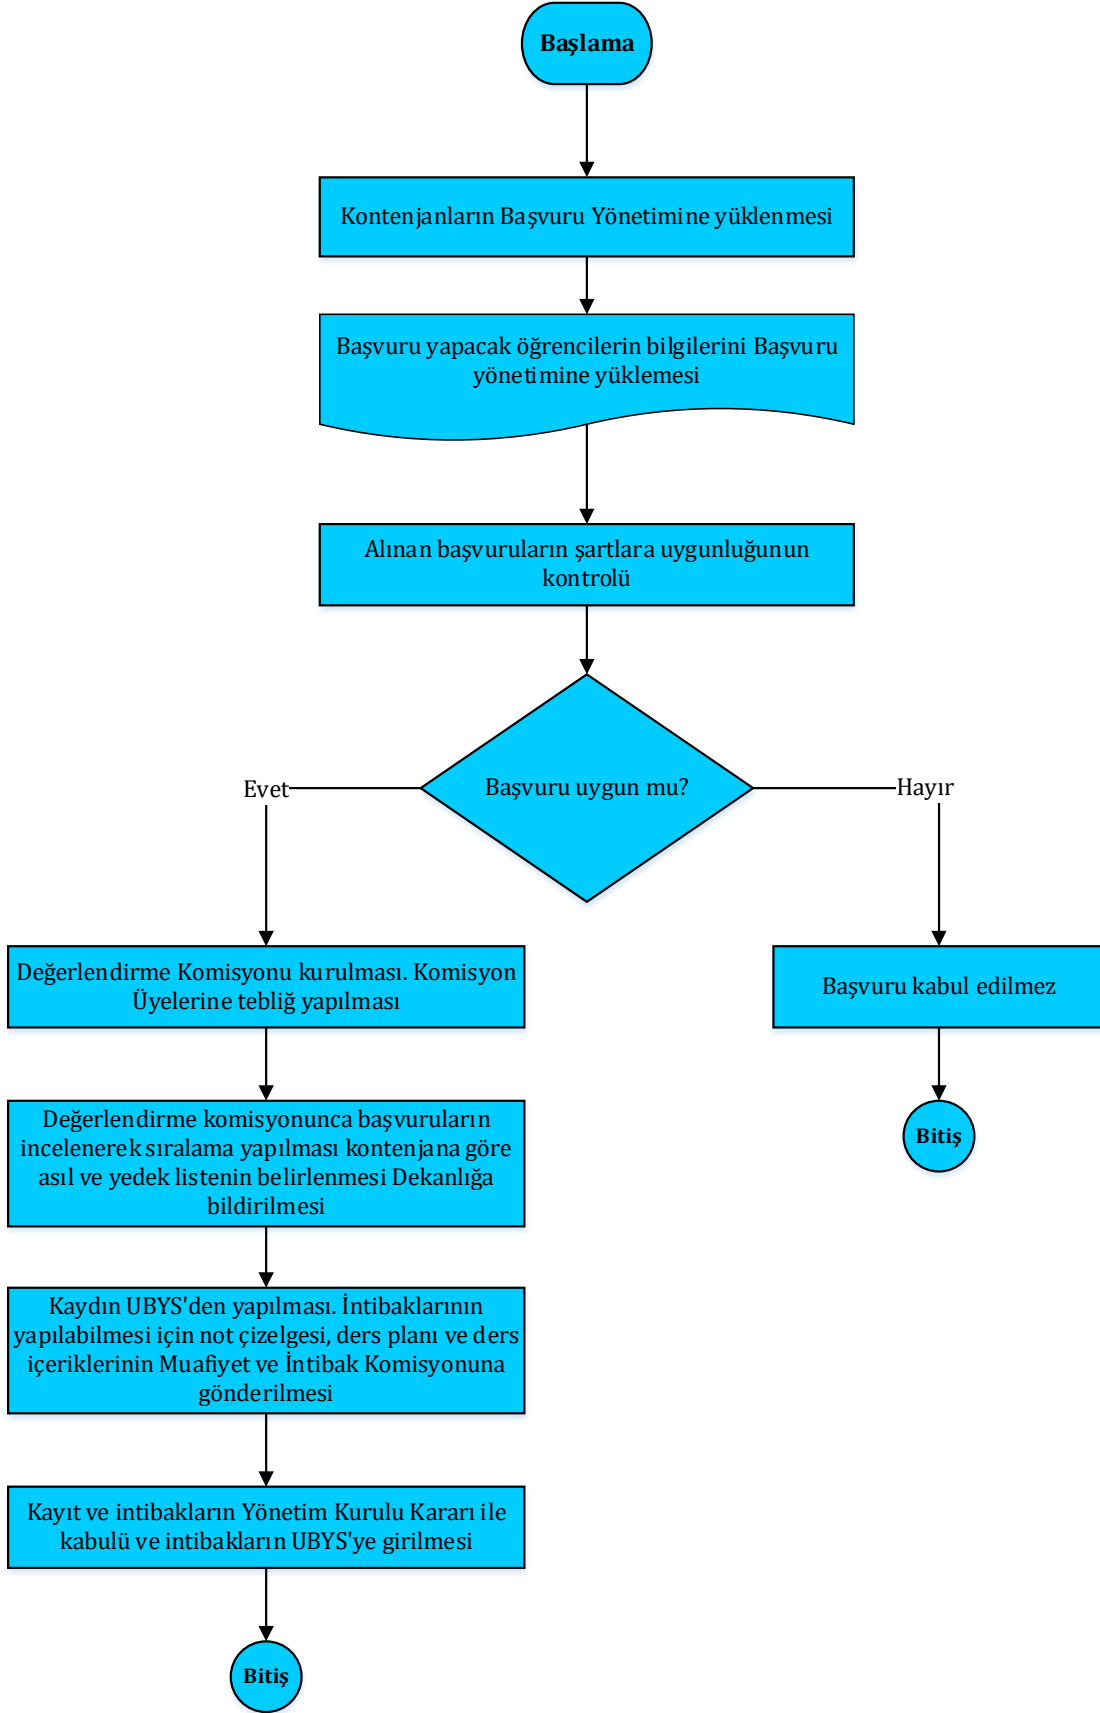 Başlama
Kontenjanların Başvuru Yönetimine yüklenmesi
Başvuru yapacak öğrencilerin bilgilerini Başvuru
yönetimine yüklemesi
Alınan başvuruların şartlara uygunluğunun
kontrolü
Başvuru uygun mu?
Evet
Hayır
Değerlendirme Komisyonu kurulması. Komisyon
Üyelerine tebliğ yapılması
Başvuru kabul edilmez
Değerlendirme komisyonunca başvuruların
incelenerek sıralama yapılması kontenjana göre
asıl ve yedek listenin belirlenmesi Dekanlığa
bildirilmesi
Bitiş
Kaydın UBYS'den yapılması. İntibaklarının
yapılabilmesi için not çizelgesi, ders planı ve ders
içeriklerinin Muafiyet ve İntibak Komisyonuna
gönderilmesi
Kayıt ve intibakların Yönetim Kurulu Kararı ile
kabulü ve intibakların UBYS'ye girilmesi
Bitiş